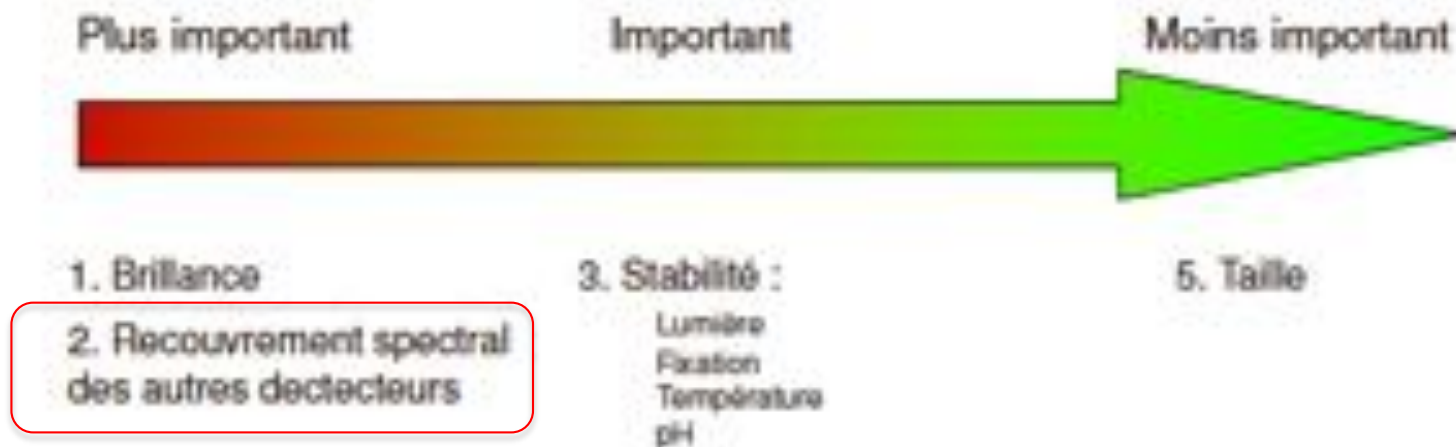 Plus important
Important
Moins important
1. Brillance
2. Recouvrement spectral
des autres dectecteurs
3. Stabilité :
Lumière
Fixation
Température
pH
5. Taille